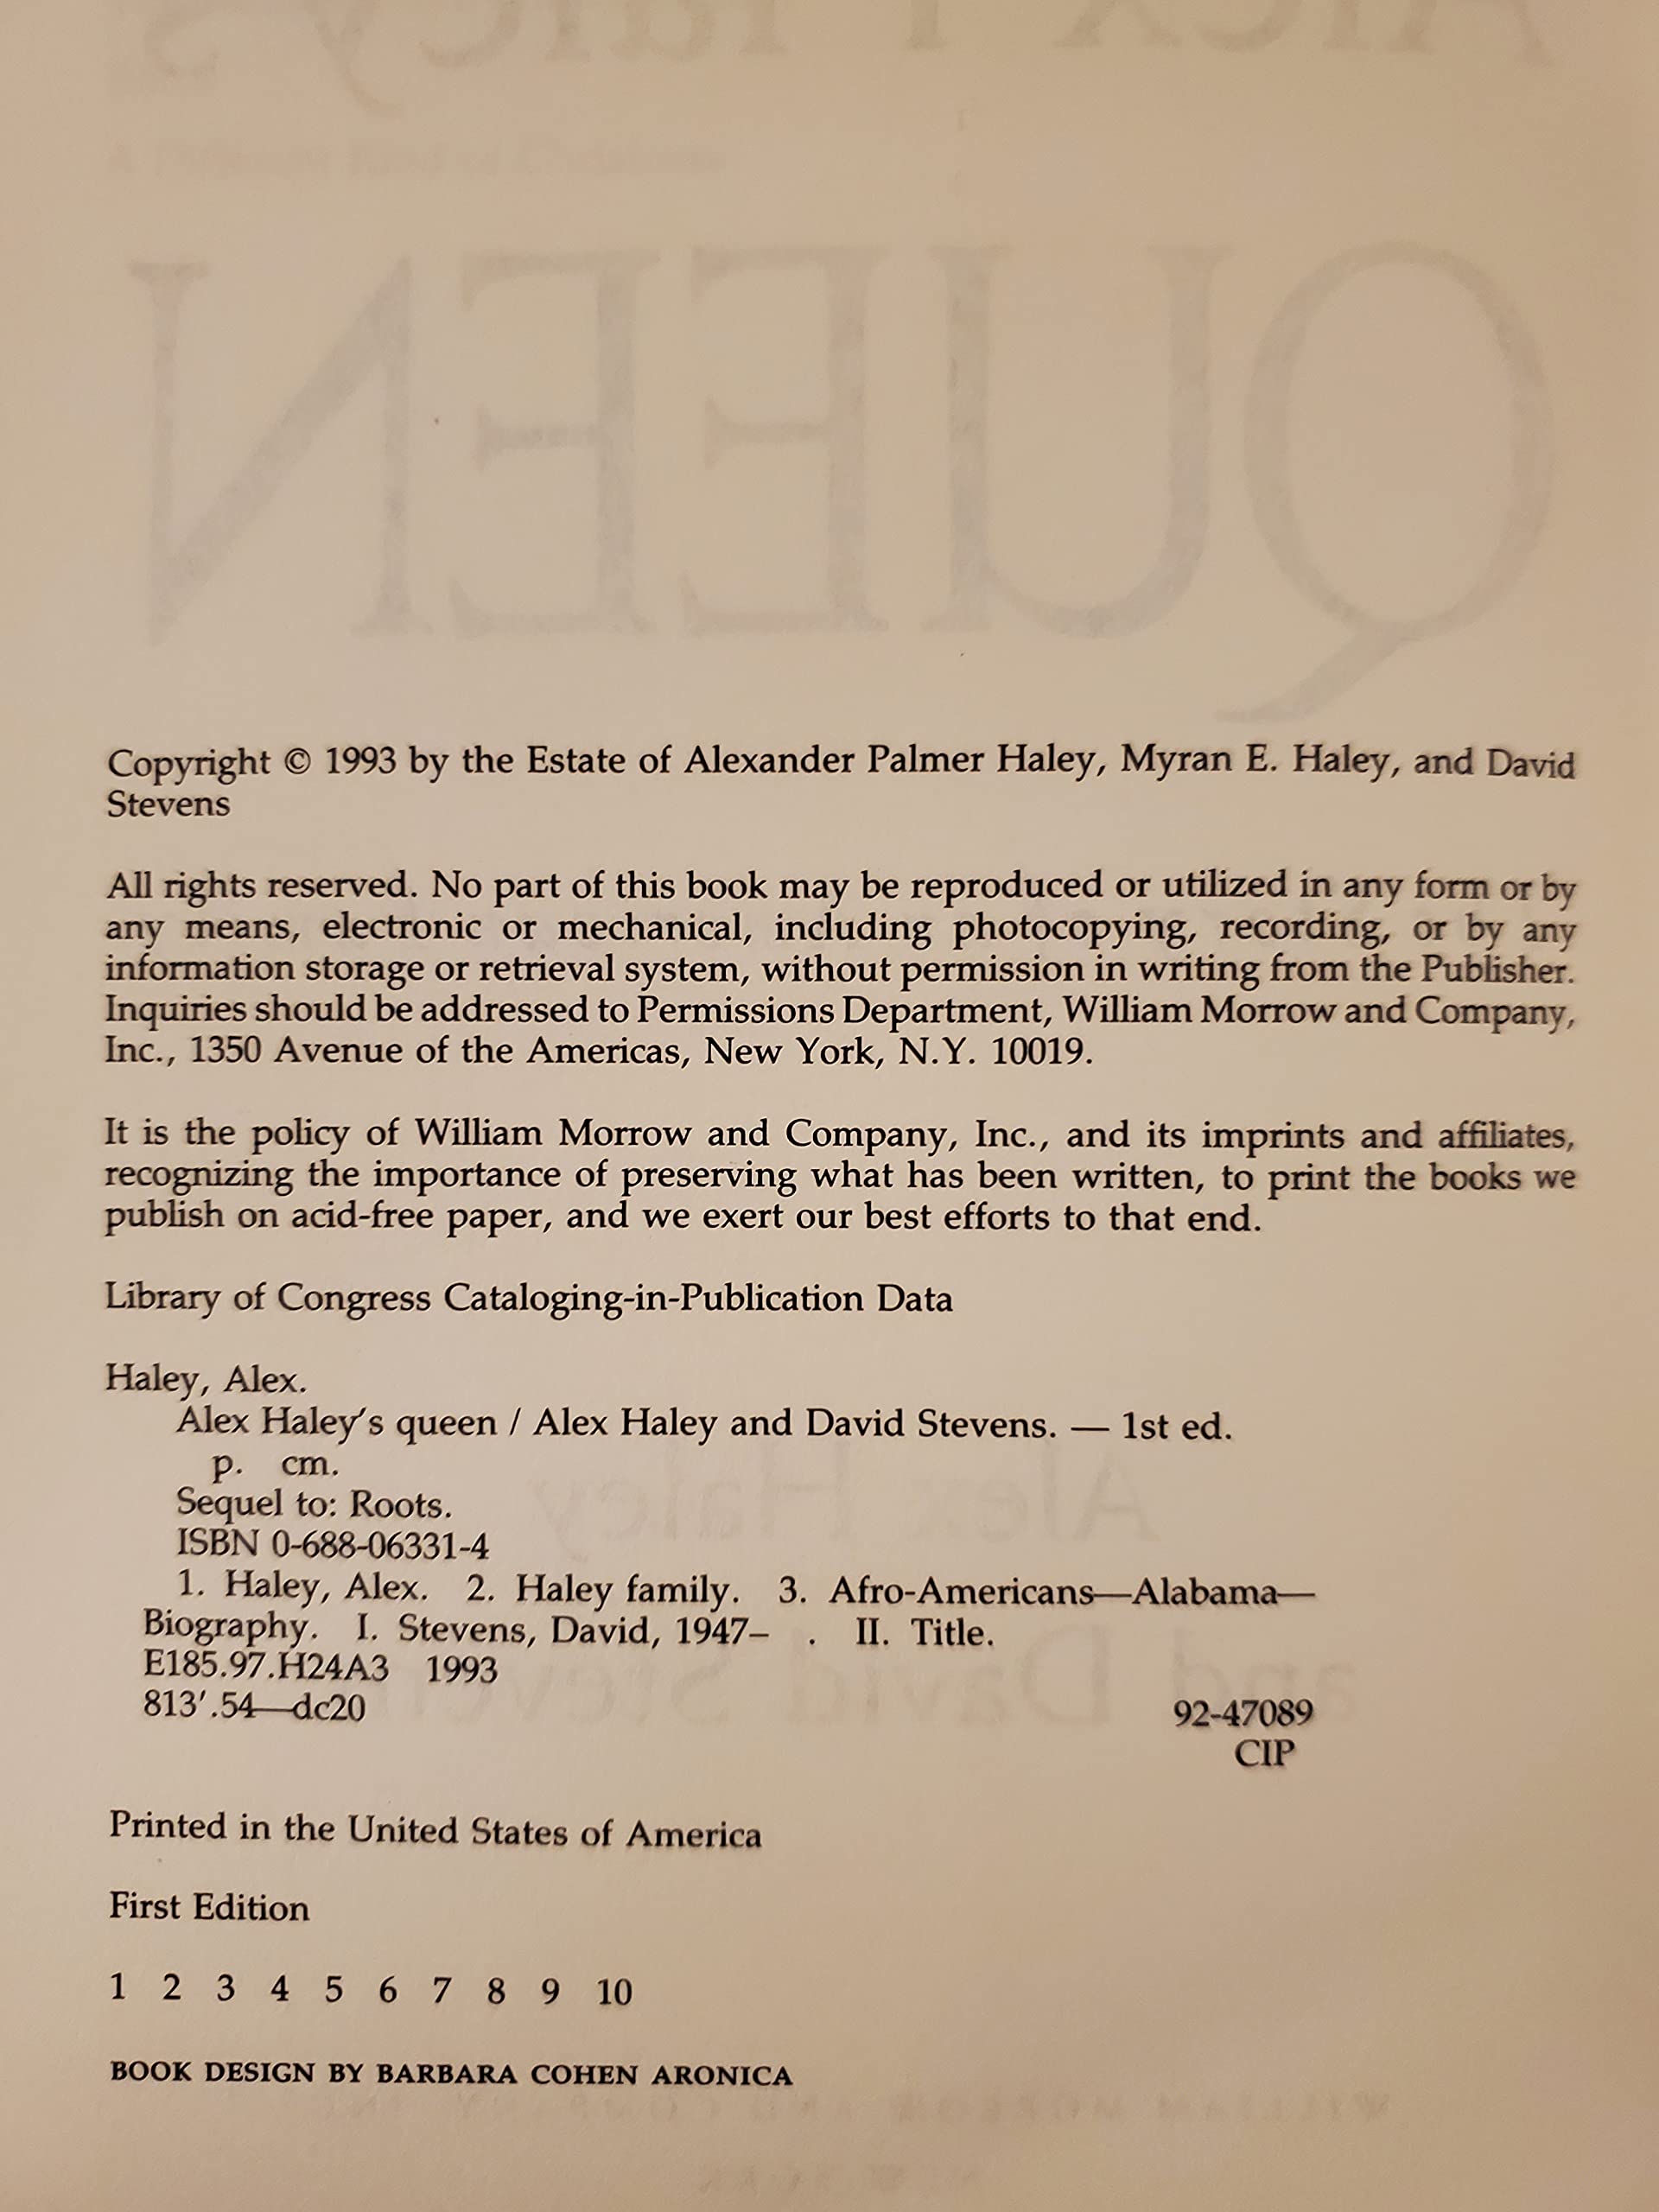 Copyright © 1993 by the Estate of Alexander Palmer Haley, Myran E. Haley, and David
Stevens
All rights reserved. No part of this book may be reproduced or utilized in any form or by
any means, electronic or mechanical, including photocopying, recording, or by any
information storage or retrieval system, without permission in writing from the Publisher.
Inquiries should be addressed to Permissions Department, William Morrow and Company,
Inc., 1350 Avenue of the Americas, New York, N.Y. 10019.
It is the policy of William Morrow and Company, Inc., and its imprints and affiliates,
recognizing the importance of preserving what has been written, to print the books we
publish on acid-free paper, and we exert our best efforts to that end.
Library of Congress Cataloging-in-Publication Data
Haley, Alex.
Alex Haley's queen / Alex Haley and David Stevens. — 1st ed.
p. cm.
Sequel to: Roots.
ISBN 0-688-06331-4
1. Haley, Alex. 2. Haley family. 3. Afro-Americans—Alabama—
Biography. I. Stevens, David, 1947– . II. Title.
E185.97.H24A3 1993
813'.54—dc20
92-47089
CIP
Printed in the United States of America
First Edition
1 2 3 4 5 6 7 8 9 10
BOOK DESIGN BY BARBARA COHEN ARONICA